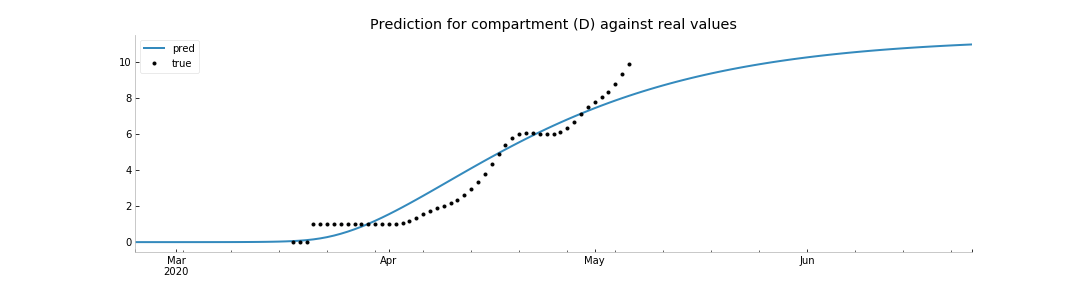 Prediction for compartment (D) against real values
pred
true
10
8
6
4
2
0
Mar
2020
Apr
May
Jun